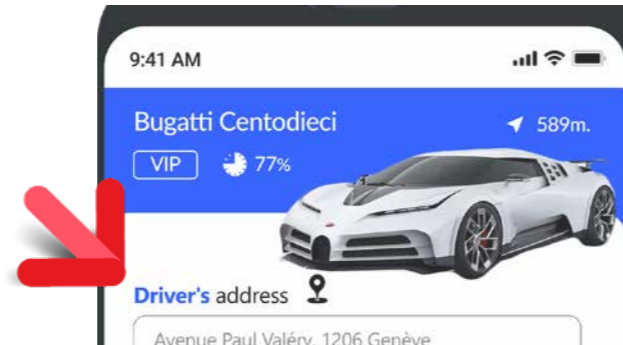 9:41 AM
Bugatti Centodieci
589m.
VIP
77%
Driver's address
Avenue Paul Valéry, 1206 Genève